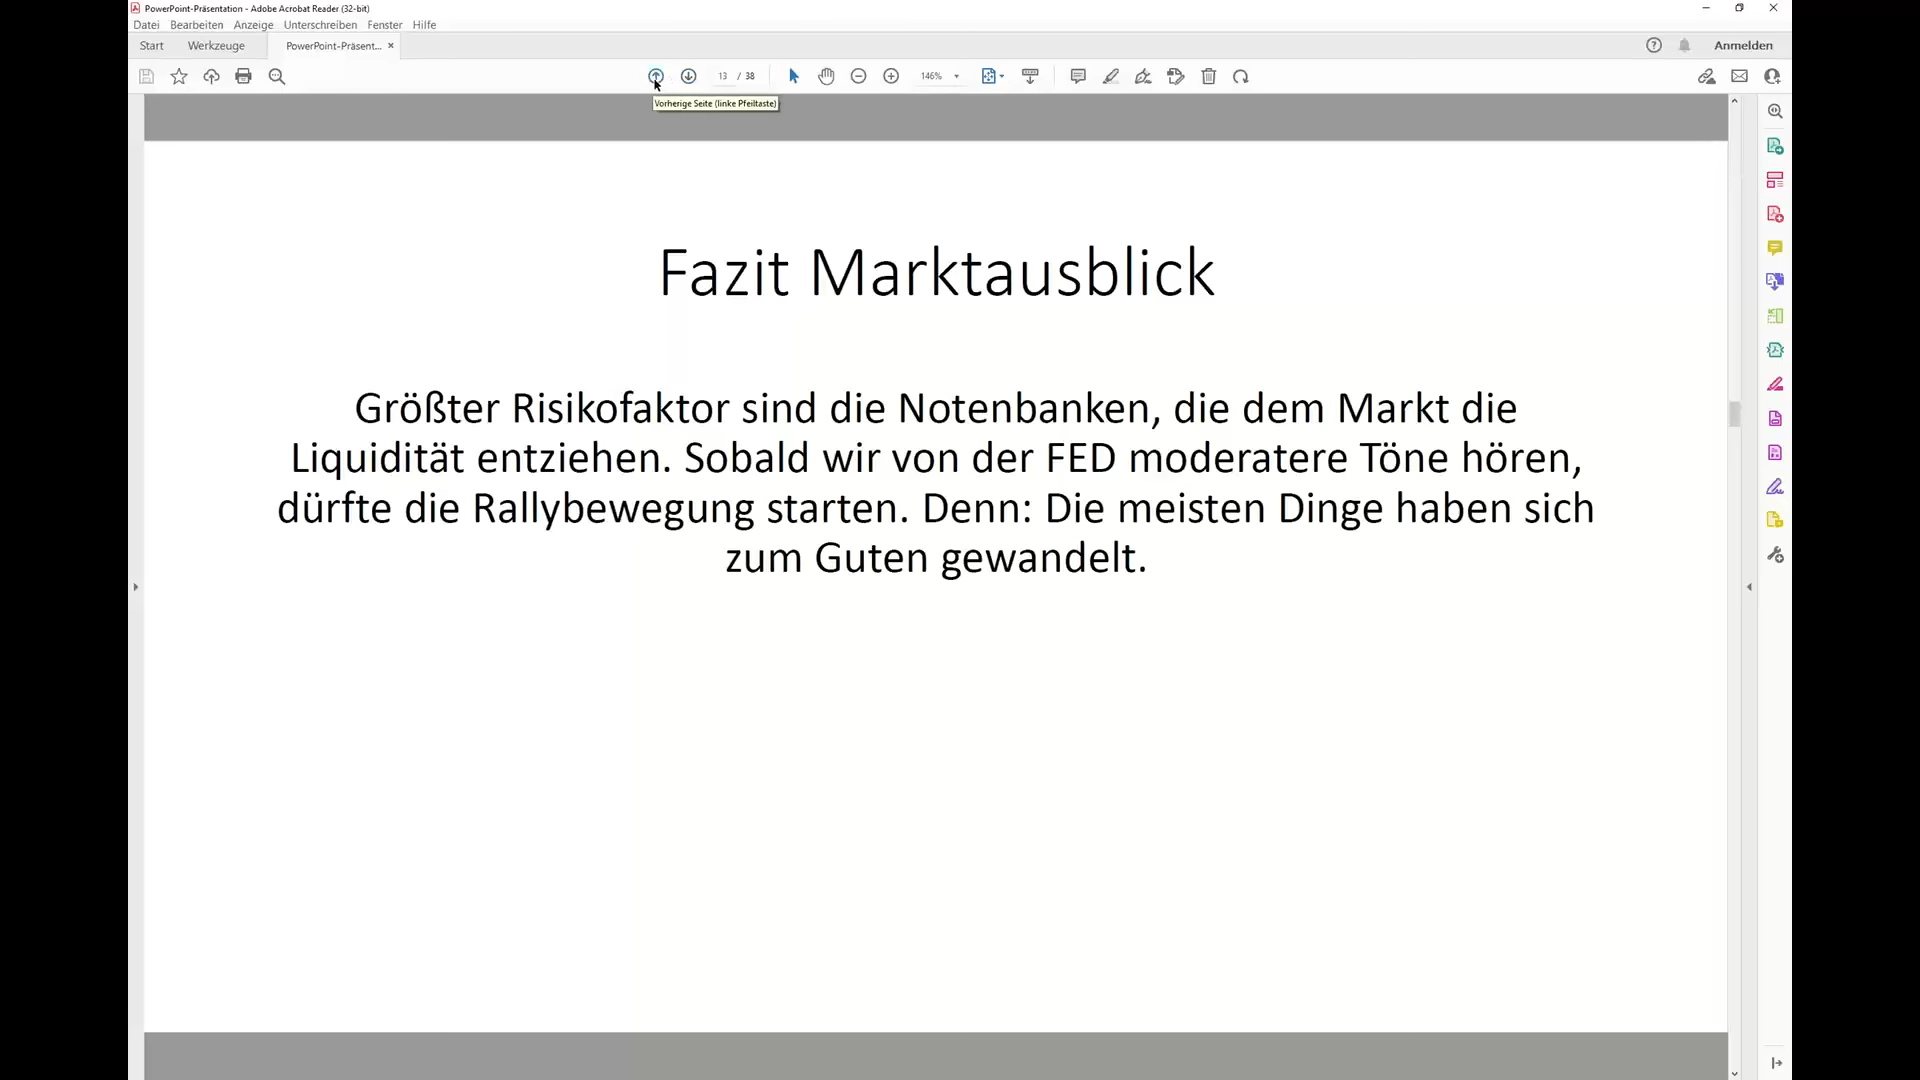 PowerPoint-Präsentation - Adobe Acrobat Reader (32-bit)
Datei Bearbeiten Anzeige Unterschreiben Fenster Hilfe
Start Werkzeuge PowerPoint-Präsent... × Anmelden
13 / 38 146%
Vorherige Seite (linke Pfeiltaste)
Fazit Marktausblick
Größter Risikofaktor sind die Notenbanken, die dem Markt die
Liquidität entziehen. Sobald wir von der FED moderatere Töne hören,
dürfte die Rallybewegung starten. Denn: Die meisten Dinge haben sich
zum Guten gewandelt.